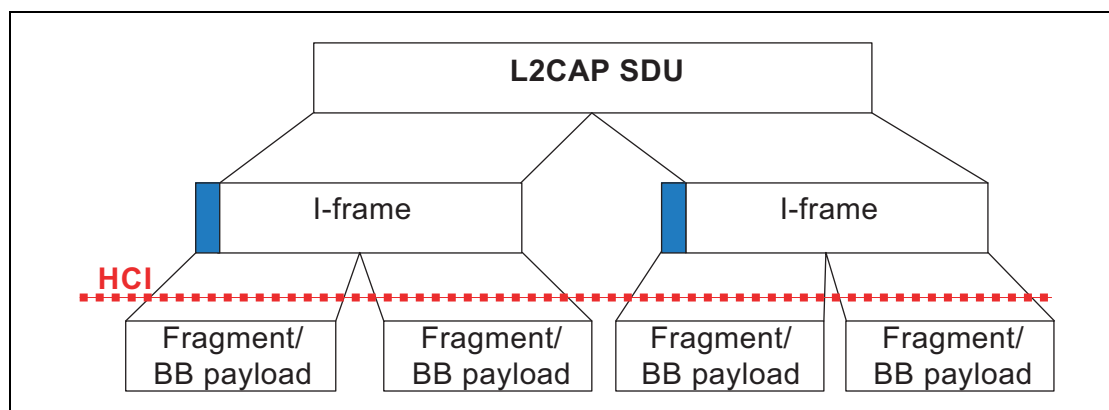 L2CAP SDU
I-frame
I-frame
HCI
Fragment/
BB payload
Fragment/
BB payload
Fragment/
BB payload
Fragment/
BB payload